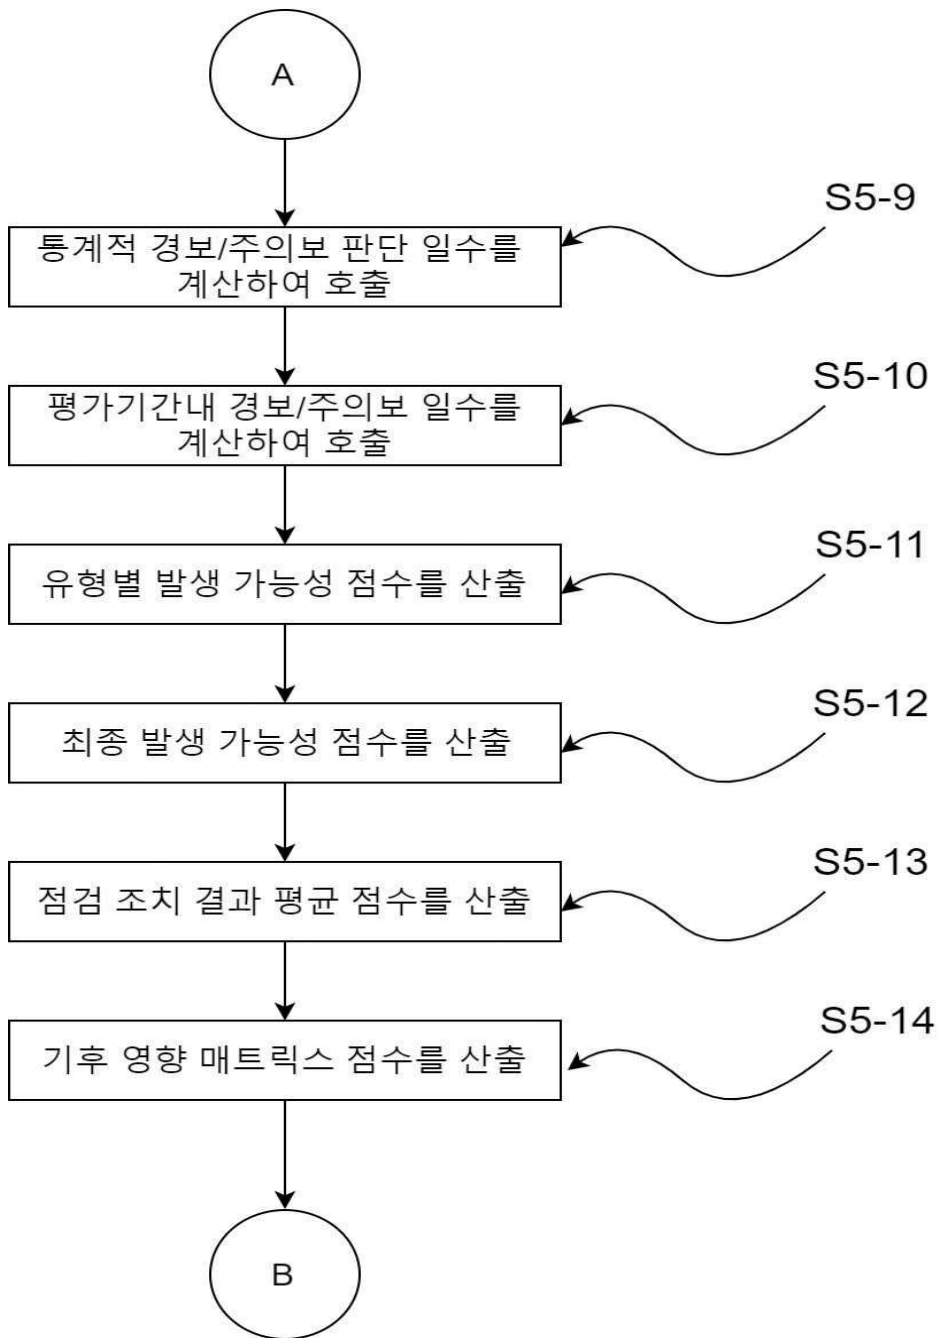 A
S5-9
통계적 경보/주의보 판단 일수를
계산하여 호출
S5-10
평가기간내 경보/주의보 일수를
계산하여 호출
S5-11
유형별 발생 가능성 점수를 산출
S5-12
최종 발생 가능성 점수를 산출
S5-13
점검 조치 결과 평균 점수를 산출
S5-14
기후 영향 매트릭스 점수를 산출
B